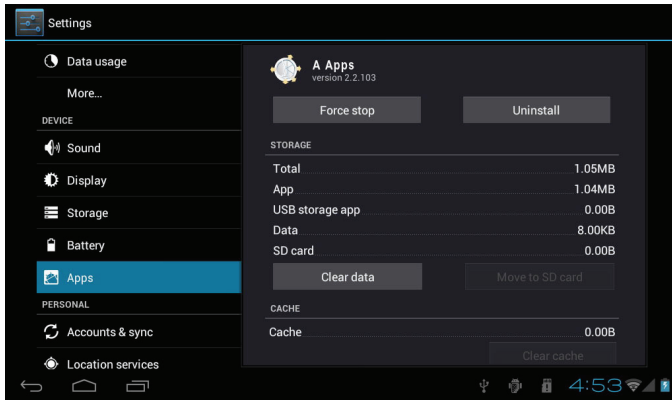 Settings
Data usage
More...
DEVICE
Sound
Display
Storage
Battery
Apps
PERSONAL
Accounts & sync
Location services
A Apps
version 2.2.103
Force stop
Uninstall
STORAGE
Total 1.05MB
App 1.04MB
USB storage app 0.00B
Data 8.00KB
SD card 0.00B
Clear data
Move to SD card
CACHE
Cache 0.00B
Clear cache
4:53